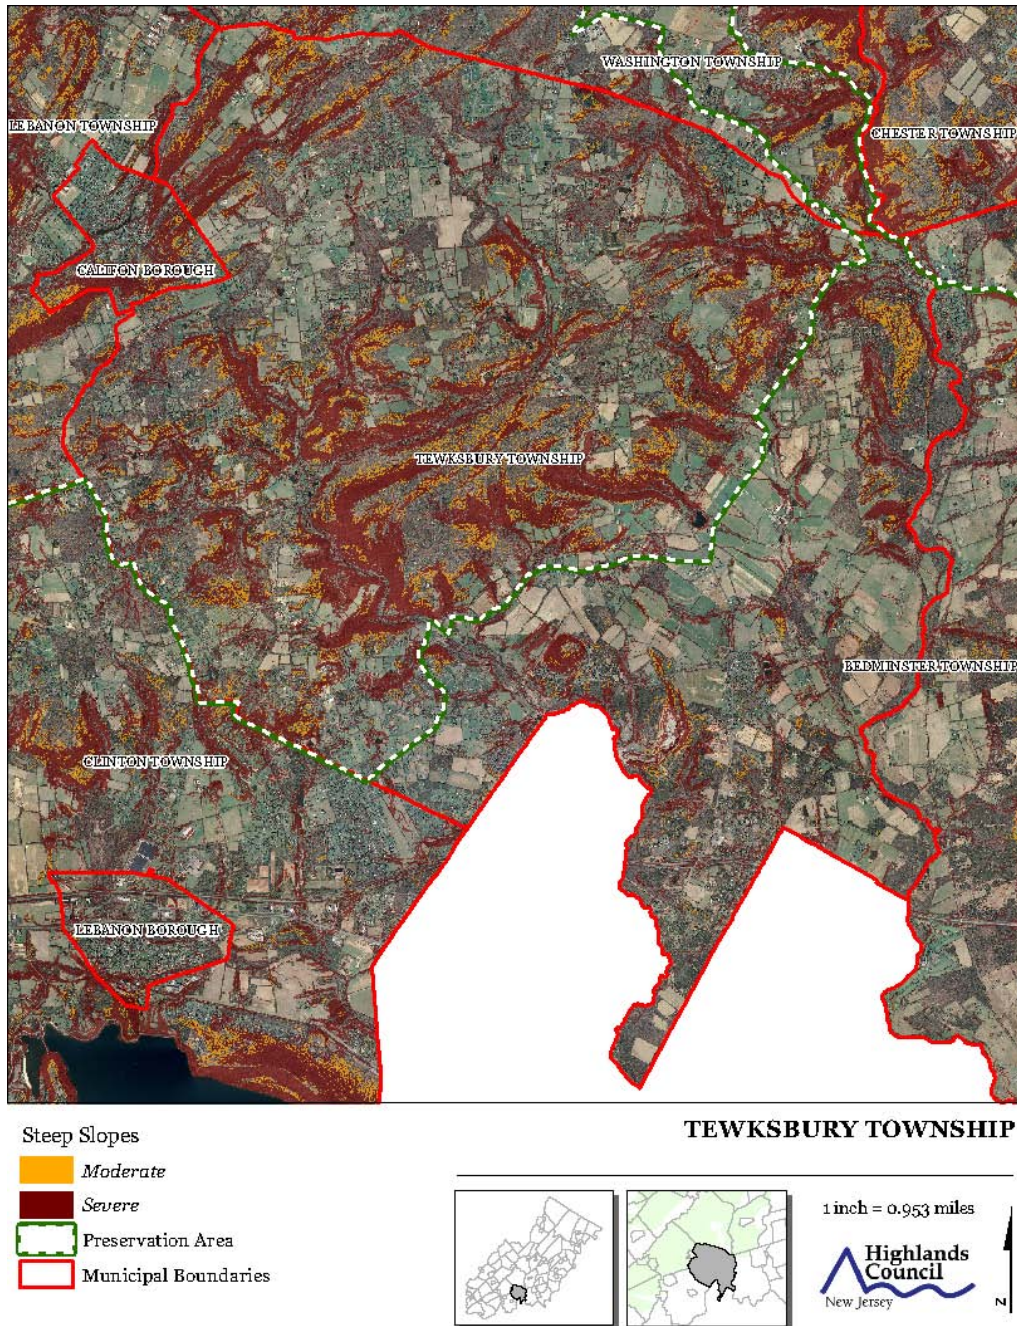 WASHINGTON TOWNSHIP
LEBANON TOWNSHIP
CHESTER TOWNSHIP
CALIFON BOROUGH
TEWKSBURY TOWNSHIP
BEDMINSTER TOWNSHIP
CLINTON TOWNSHIP
LEBANON BOROUGH
TEWKSBURY TOWNSHIP
Steep Slopes
Moderate
Severe
Preservation Area
Municipal Boundaries
1 inch = 0.953 miles
Highlands
Council
New Jersey
N